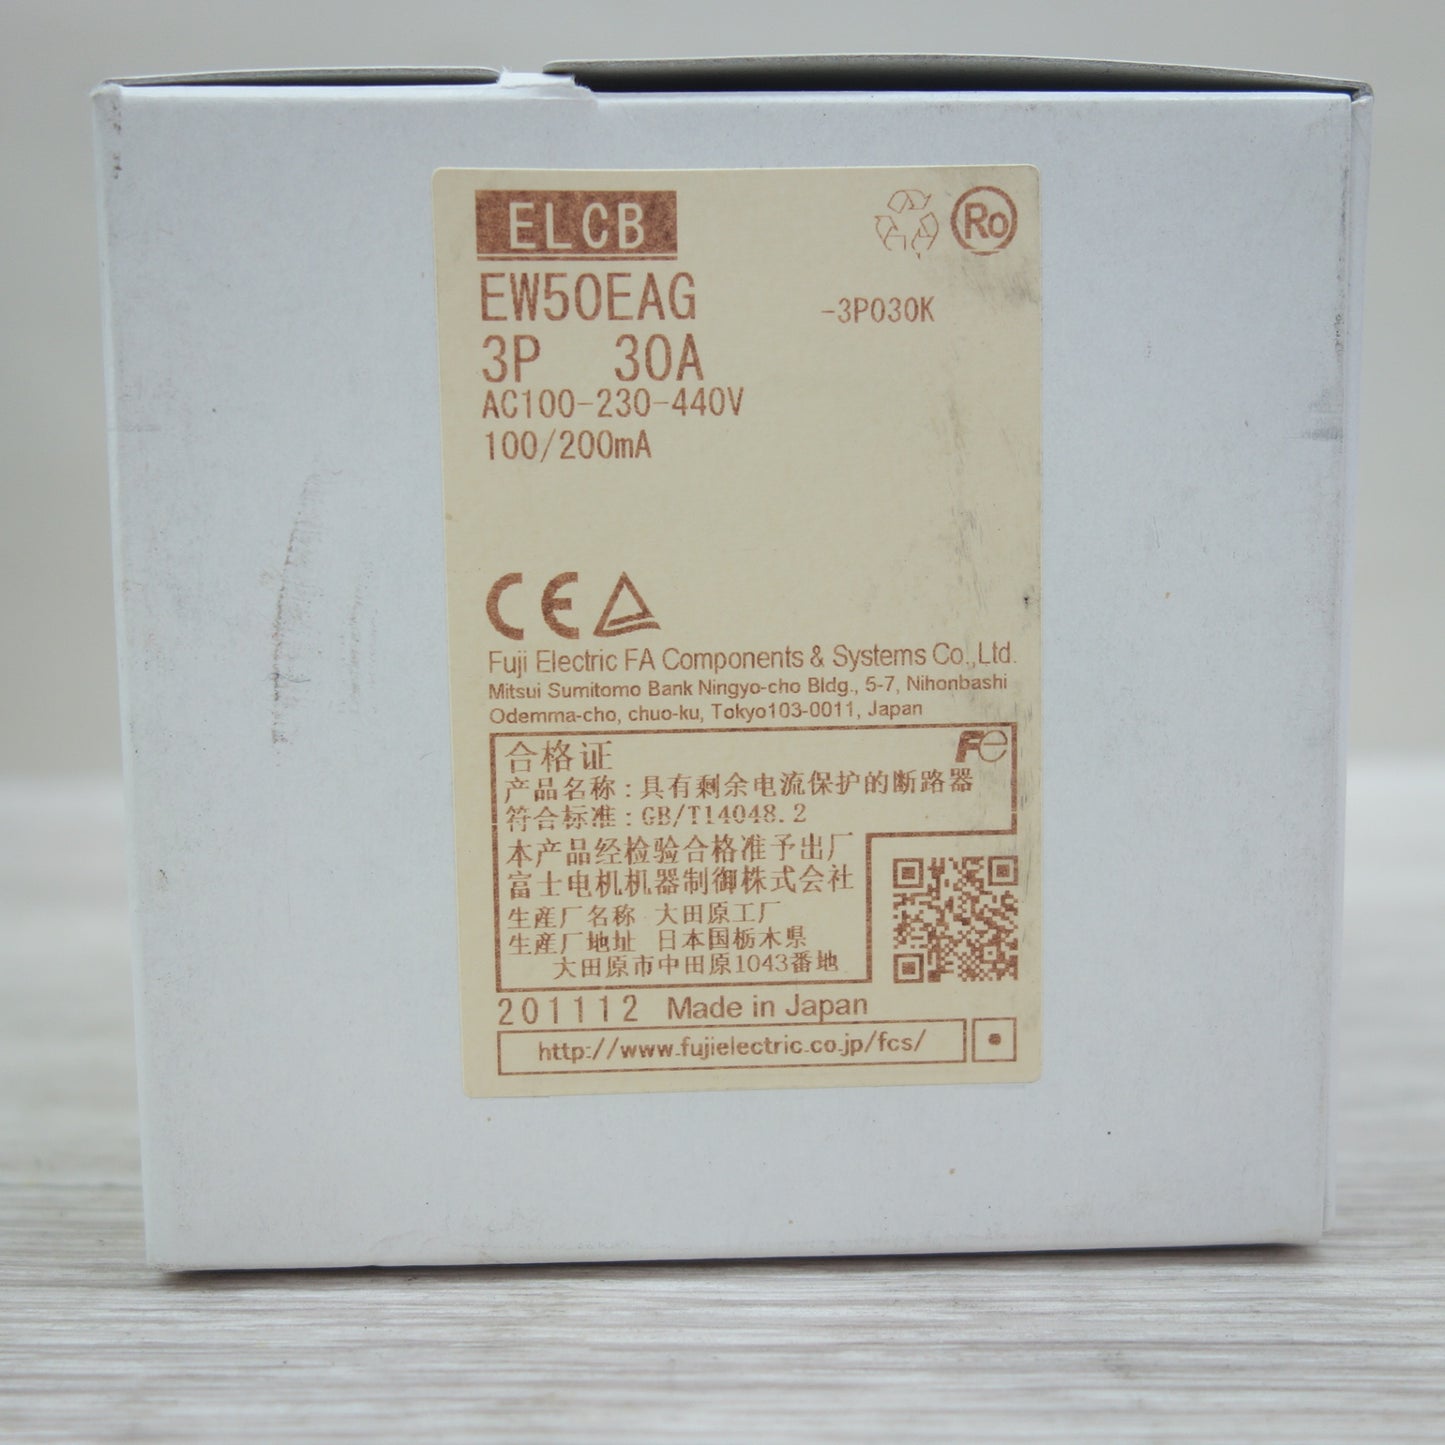 ELCB
Ro
EW50EAG -3P030K
3P 30A
AC100-230-440V
100/200mA
CE
Fuji Electric FA Components & Systems Co.,Ltd.
Mitsui Sumitomo Bank Ningyo-cho Bldg., 5-7, Nihonbashi
Odemma-cho, chuo-ku, Tokyo103-0011, Japan
合格证 Fe
产品名称:具有剩余电流保护的断路器
符合标准:GB/T14048.2
本产品经检验合格准予出厂
富士电机机器制御株式会社
生産厂名称 大田原工厂
生産厂地址 日本国栃木県
大田原市中田原1043番地
201112 Made in Japan
http://www.fujielectric.co.jp/fcs/